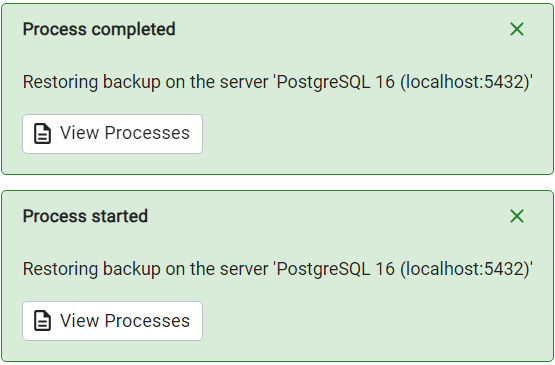 Process completed
Restoring backup on the server 'PostgreSQL 16 (localhost:5432)'
View Processes
Process started
Restoring backup on the server 'PostgreSQL 16 (localhost:5432)'
View Processes